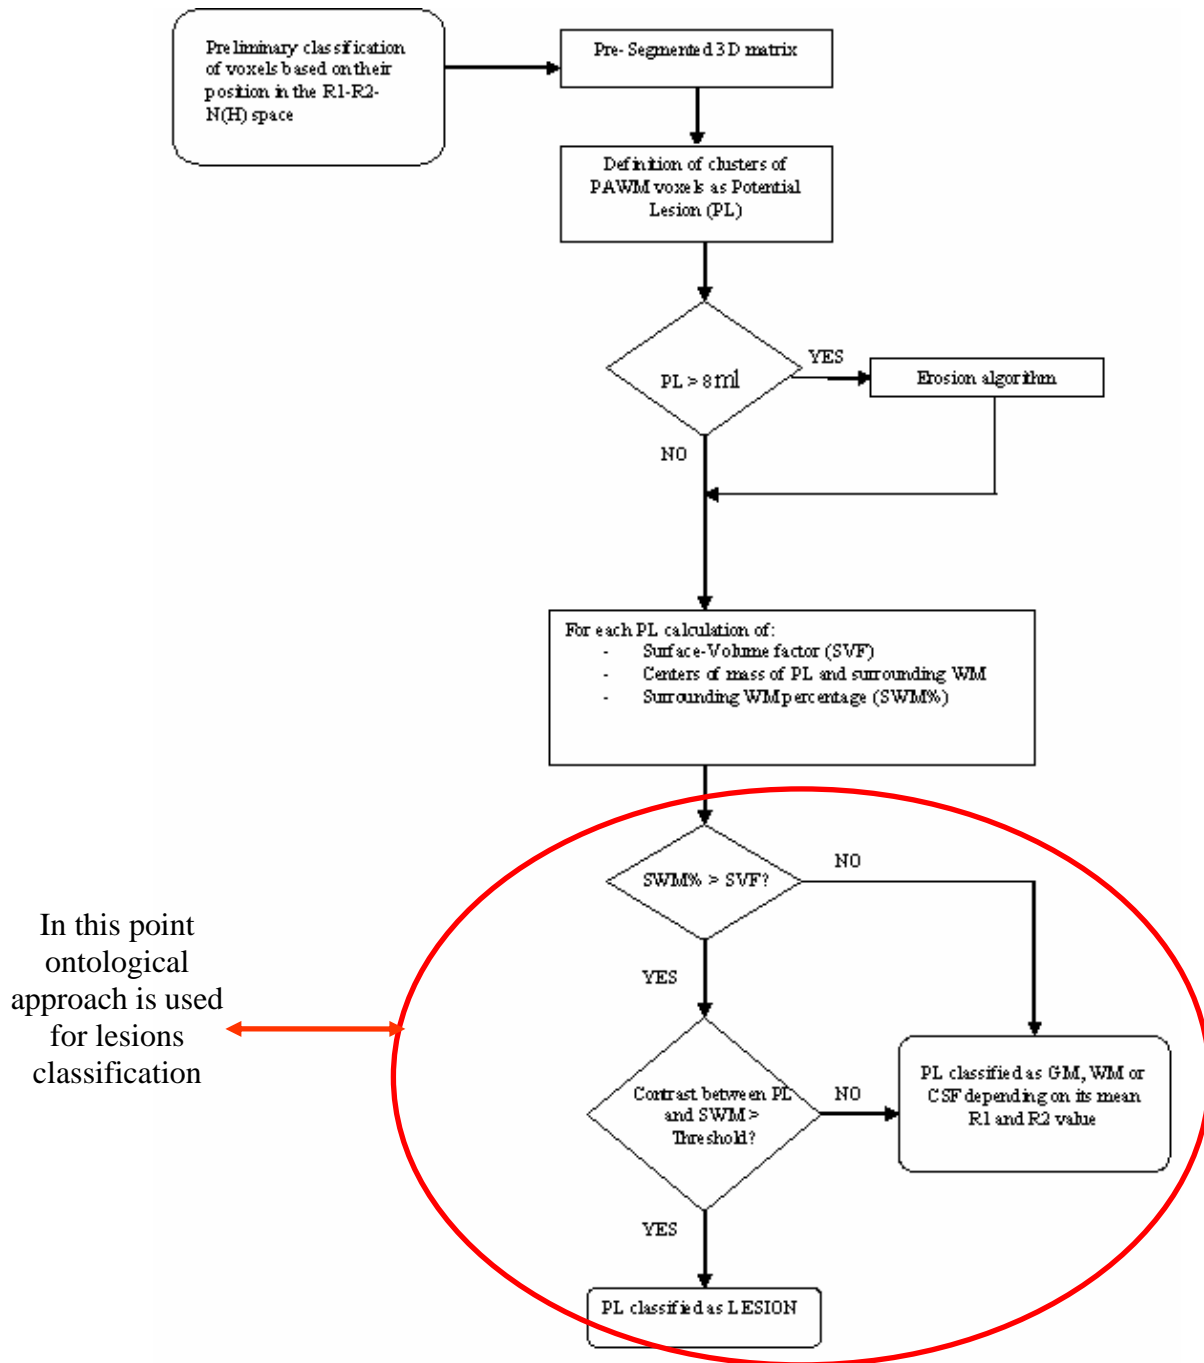 Preliminary classification
of voxels based on their
position in the R1-R2-
N(H) space
Pre- Segmented 3D matrix
Definition of clusters of
PAWM voxels as Potential
Lesion (PL)
PL > 8 ml
YES
Erosion algorithm
NO
For each PL calculation of:
- Surface-Volume factor (SVF)
- Centers of mass of PL and surrounding WM
- Surrounding WM percentage (SWM%)
SWM% > SVF?
NO
YES
In this point
ontological
approach is used
for lesions
classification
Contrast between PL
and SWM >
Threshold?
NO
PL classified as GM, WM or
CSF depending on its mean
R1 and R2 value
YES
PL classified as LESION